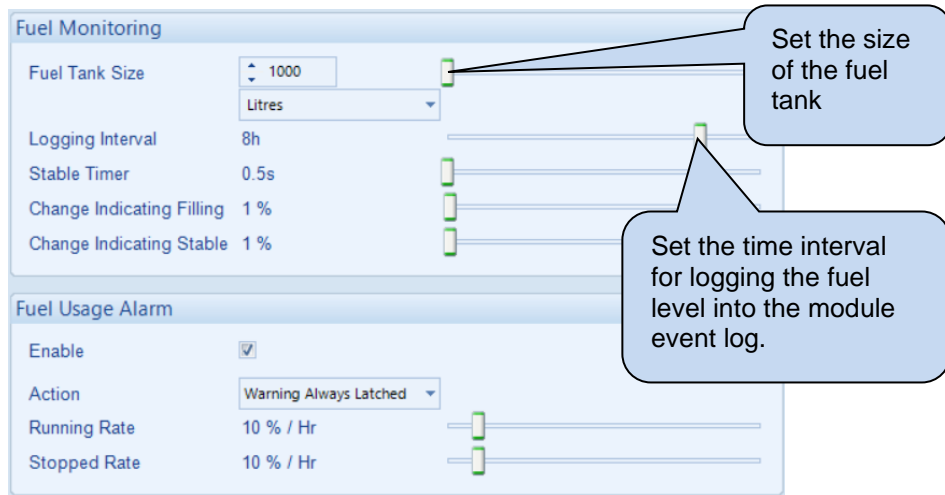 Fuel Monitoring
Fuel Tank Size 1000
Litres
Logging Interval 8h
Stable Timer 0.5s
Change Indicating Filling 1 %
Change Indicating Stable 1 %
Set the size
of the fuel
tank
Set the time interval
for logging the fuel
level into the module
event log.
Fuel Usage Alarm
Enable
Action Warning Always Latched
Running Rate 10 % / Hr
Stopped Rate 10 % / Hr